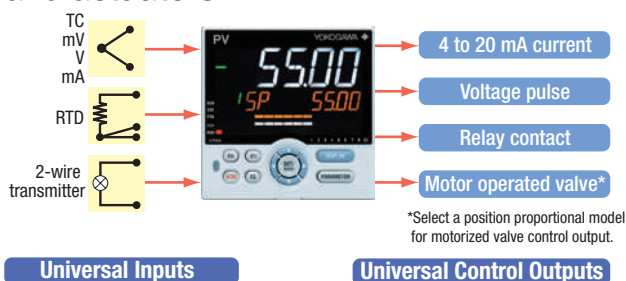 TC
mV
V
mA
RTD
2-wire
transmitter
PV
YOKOGAWA
55.00
1SP 55.00
PARAMETER
4 to 20 mA current
Voltage pulse
Relay contact
Motor operated valve*
*Select a position proportional model
for motorized valve control output.
Universal Inputs
Universal Control Outputs